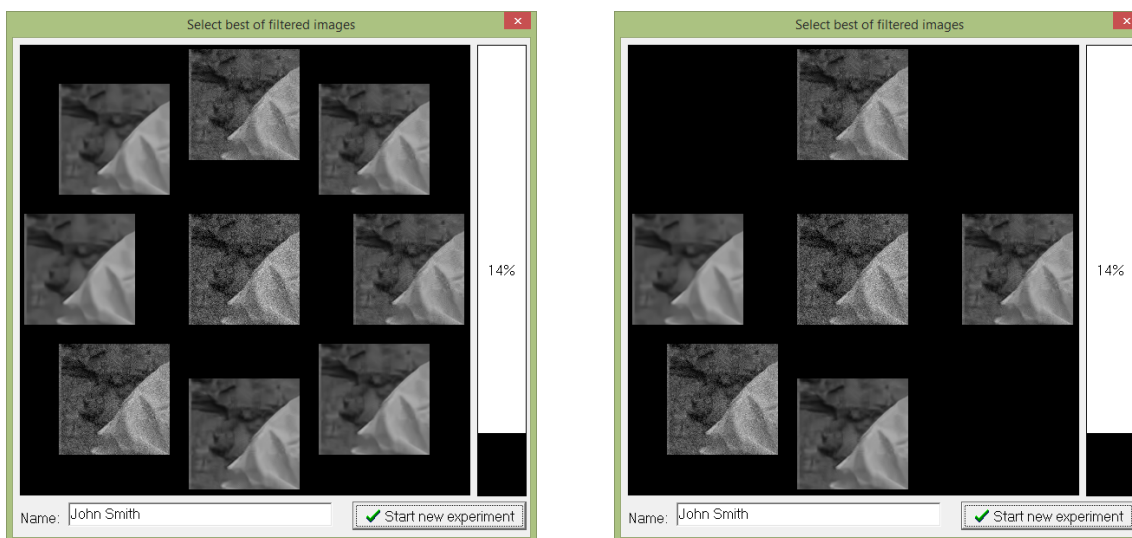 Select best of filtered images
14%
Name: John Smith
Start new experiment
Select best of filtered images
14%
Name: John Smith
Start new experiment